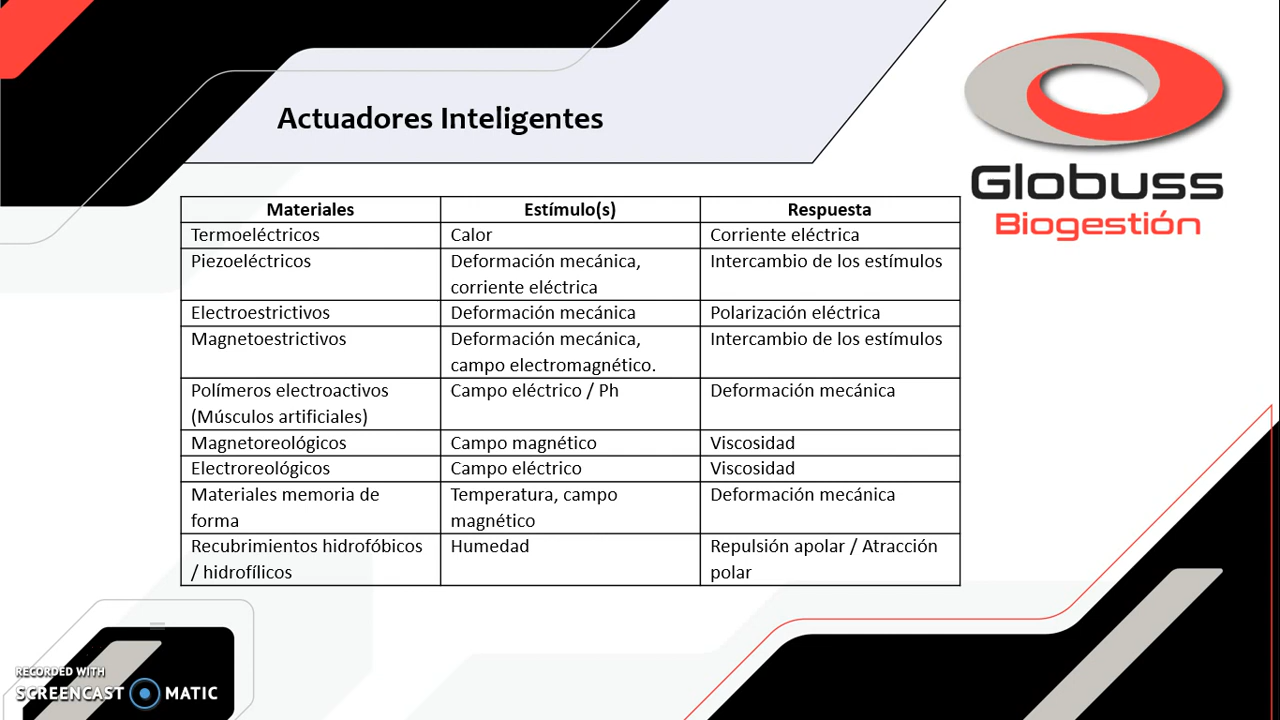 Actuadores Inteligentes
Globuss
Biogestión
Materiales Estímulo(s) Respuesta
Termoeléctricos Calor Corriente eléctrica
Piezoeléctricos Deformación mecánica, Intercambio de los estímulos
corriente eléctrica
Electroestrictivos Deformación mecánica Polarización eléctrica
Magnetoestrictivos Deformación mecánica, Intercambio de los estímulos
campo electromagnético.
Polímeros electroactivos Campo eléctrico / Ph Deformación mecánica
(Músculos artificiales)
Magnetoreológicos Campo magnético Viscosidad
Electroreológicos Campo eléctrico Viscosidad
Materiales memoria de Temperatura, campo Deformación mecánica
forma magnético
Recubrimientos hidrofóbicos Humedad Repulsión apolar / Atracción
/ hidrofílicos polar
RECORDED WITH
SCREENCAST MATIC